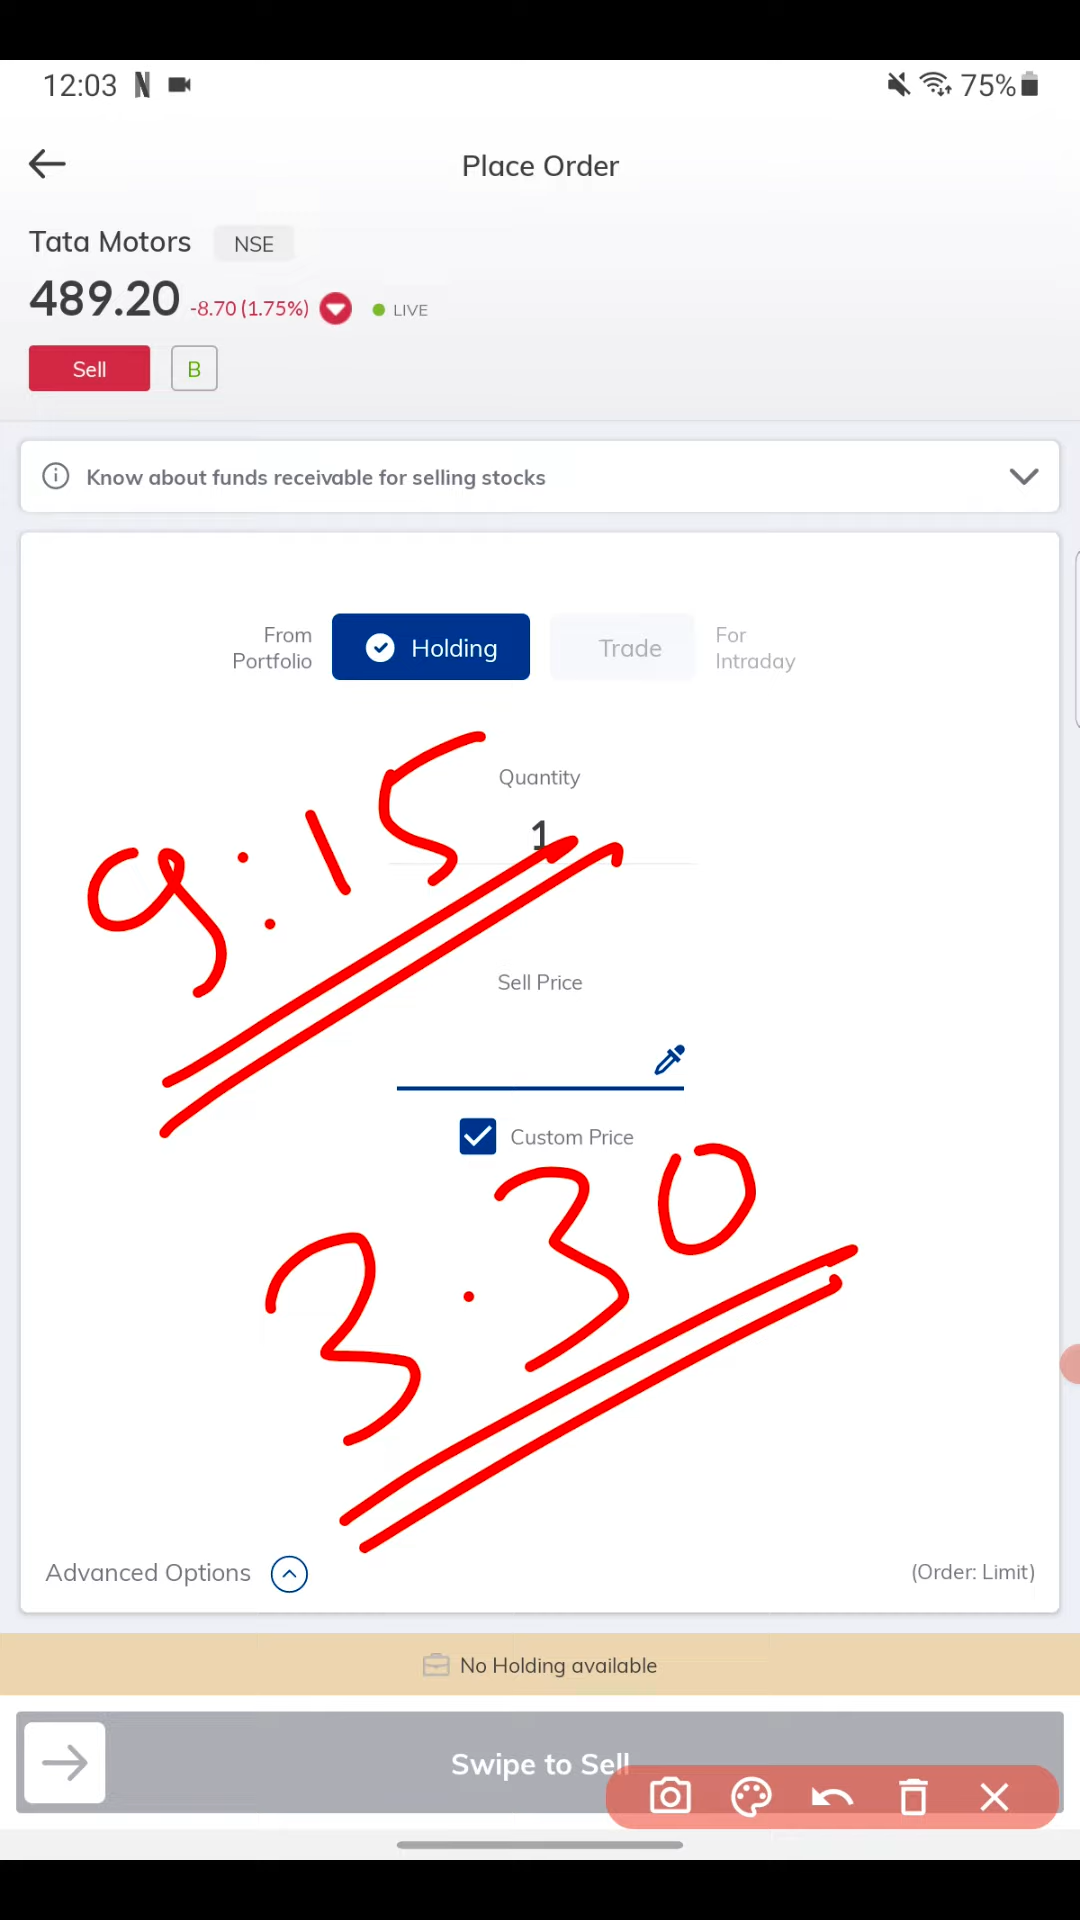 12:03 75%
Place Order
Tata Motors NSE
489.20 -8.70 (1.75%) LIVE
Sell B
Know about funds receivable for selling stocks
From Portfolio Holding Trade For Intraday
Quantity
1
9:15
Sell Price
Custom Price
3.30
Advanced Options (Order: Limit)
No Holding available
Swipe to Sell